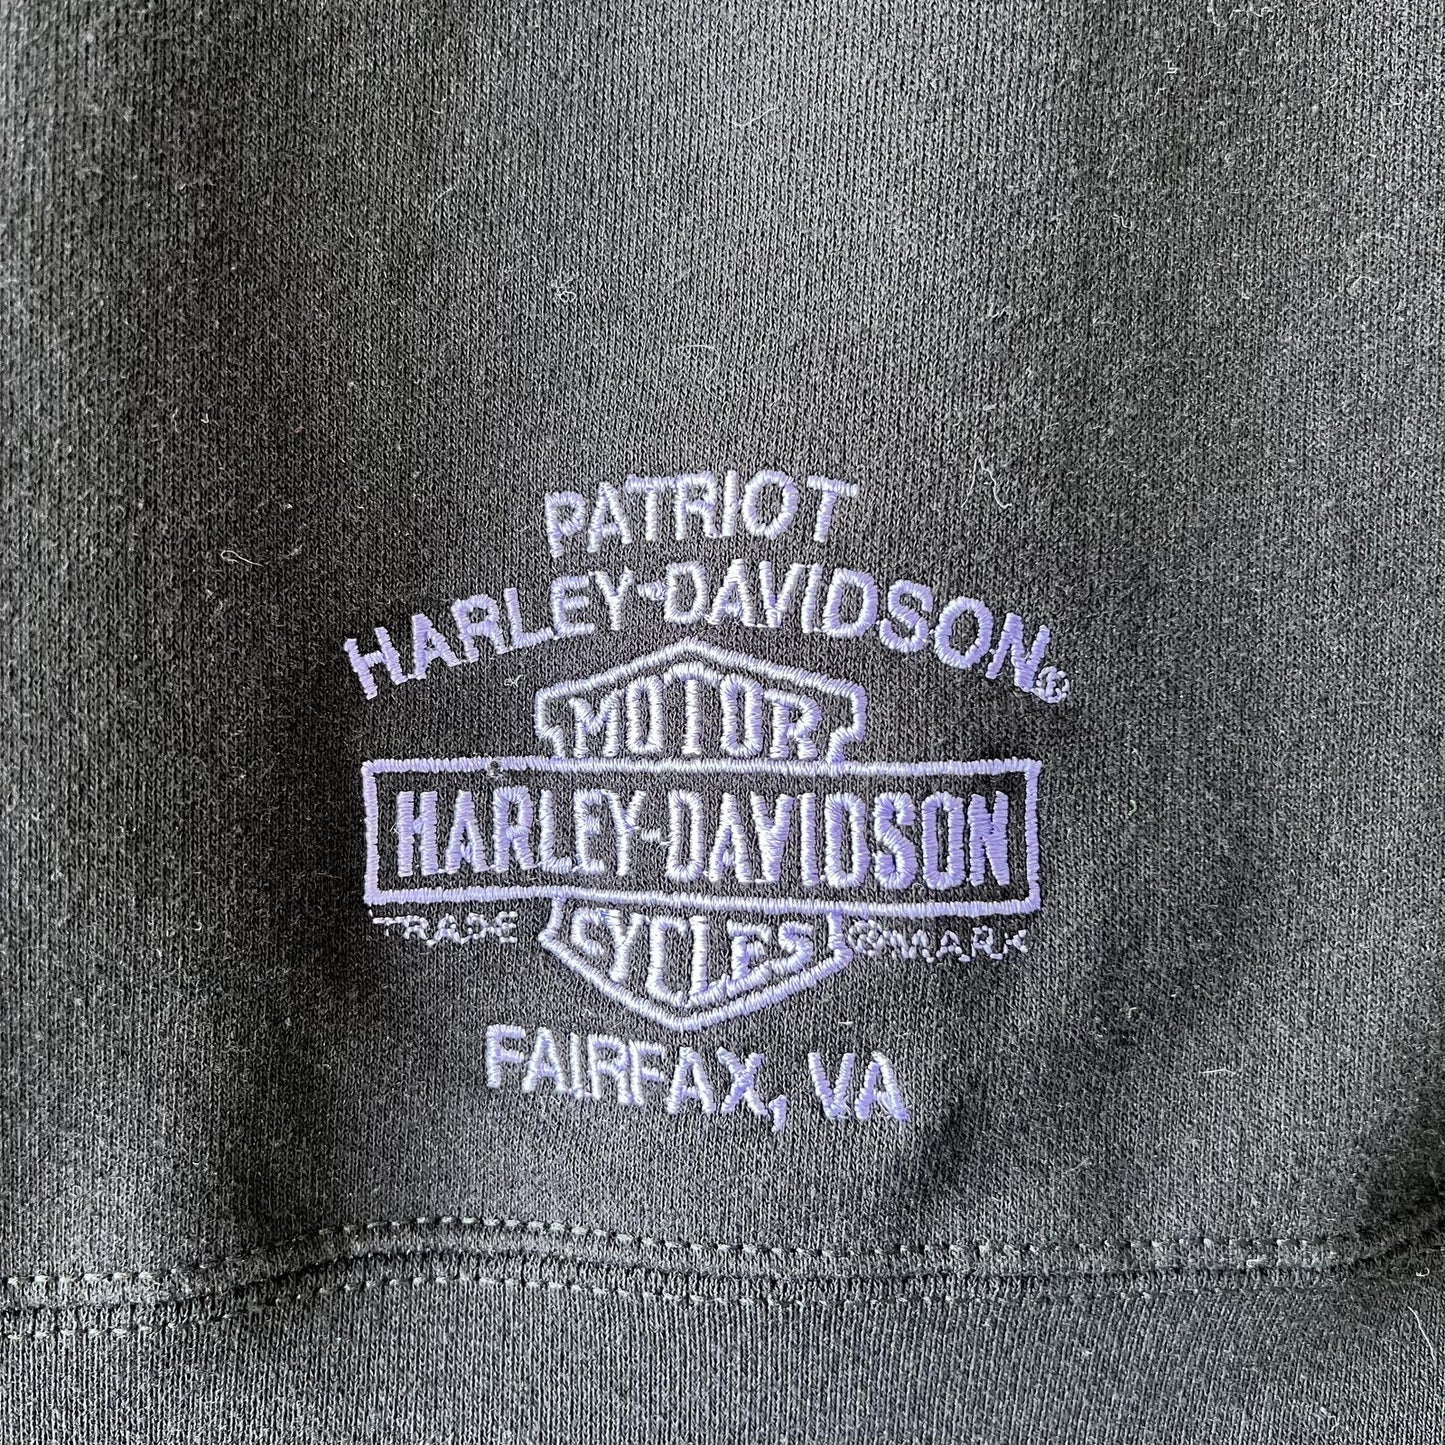 PATRIOT
HARLEY-DAVIDSON®
MOTOR
HARLEY-DAVIDSON
TRADE CYCLES ®MARK
FAIRFAX, VA